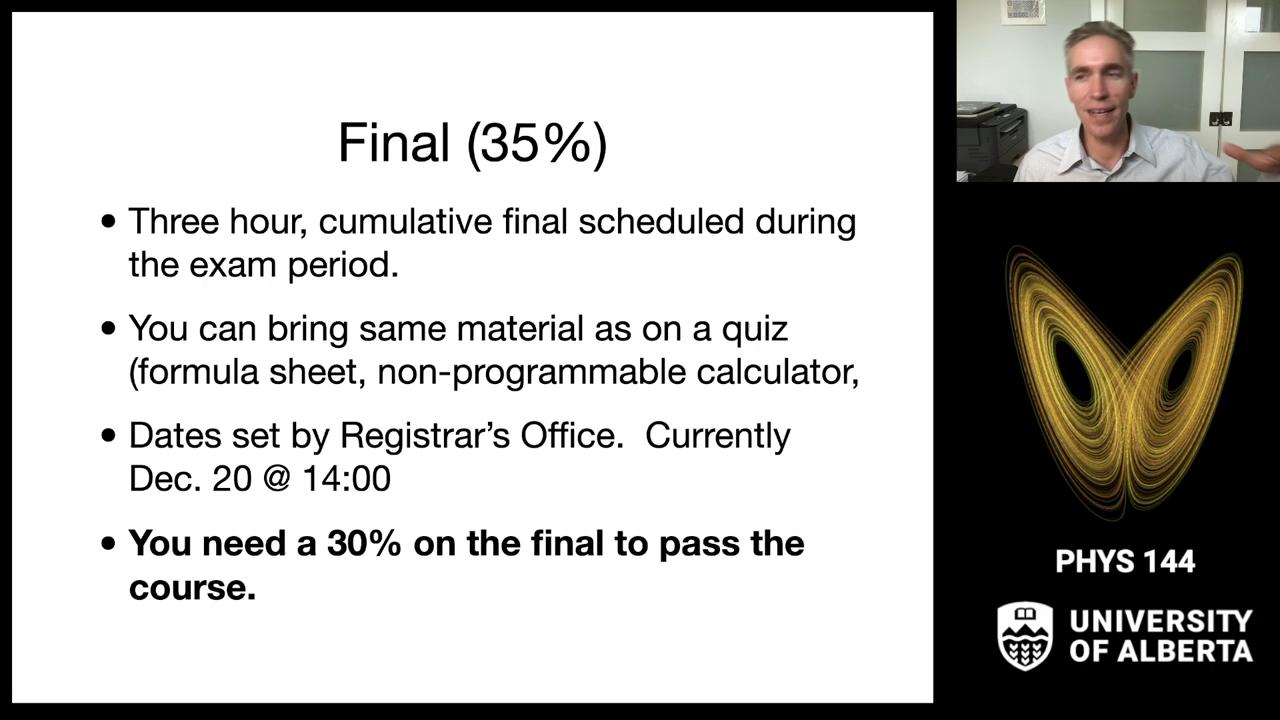 Final (35%)
• Three hour, cumulative final scheduled during
the exam period.
• You can bring same material as on a quiz
(formula sheet, non-programmable calculator,
• Dates set by Registrar’s Office.  Currently
Dec. 20 @ 14:00
• You need a 30% on the final to pass the
course.
PHYS 144
UNIVERSITY
OF ALBERTA